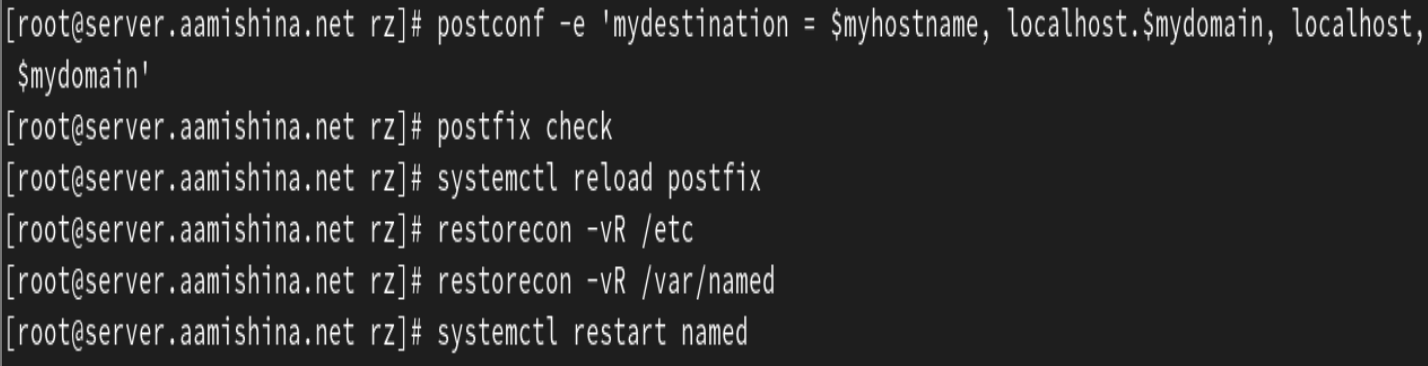 [root@server.aamishina.net rz]# postconf -e 'mydestination = $myhostname, localhost.$mydomain, localhost,
 $mydomain'
[root@server.aamishina.net rz]# postfix check
[root@server.aamishina.net rz]# systemctl reload postfix
[root@server.aamishina.net rz]# restorecon -vR /etc
[root@server.aamishina.net rz]# restorecon -vR /var/named
[root@server.aamishina.net rz]# systemctl restart named